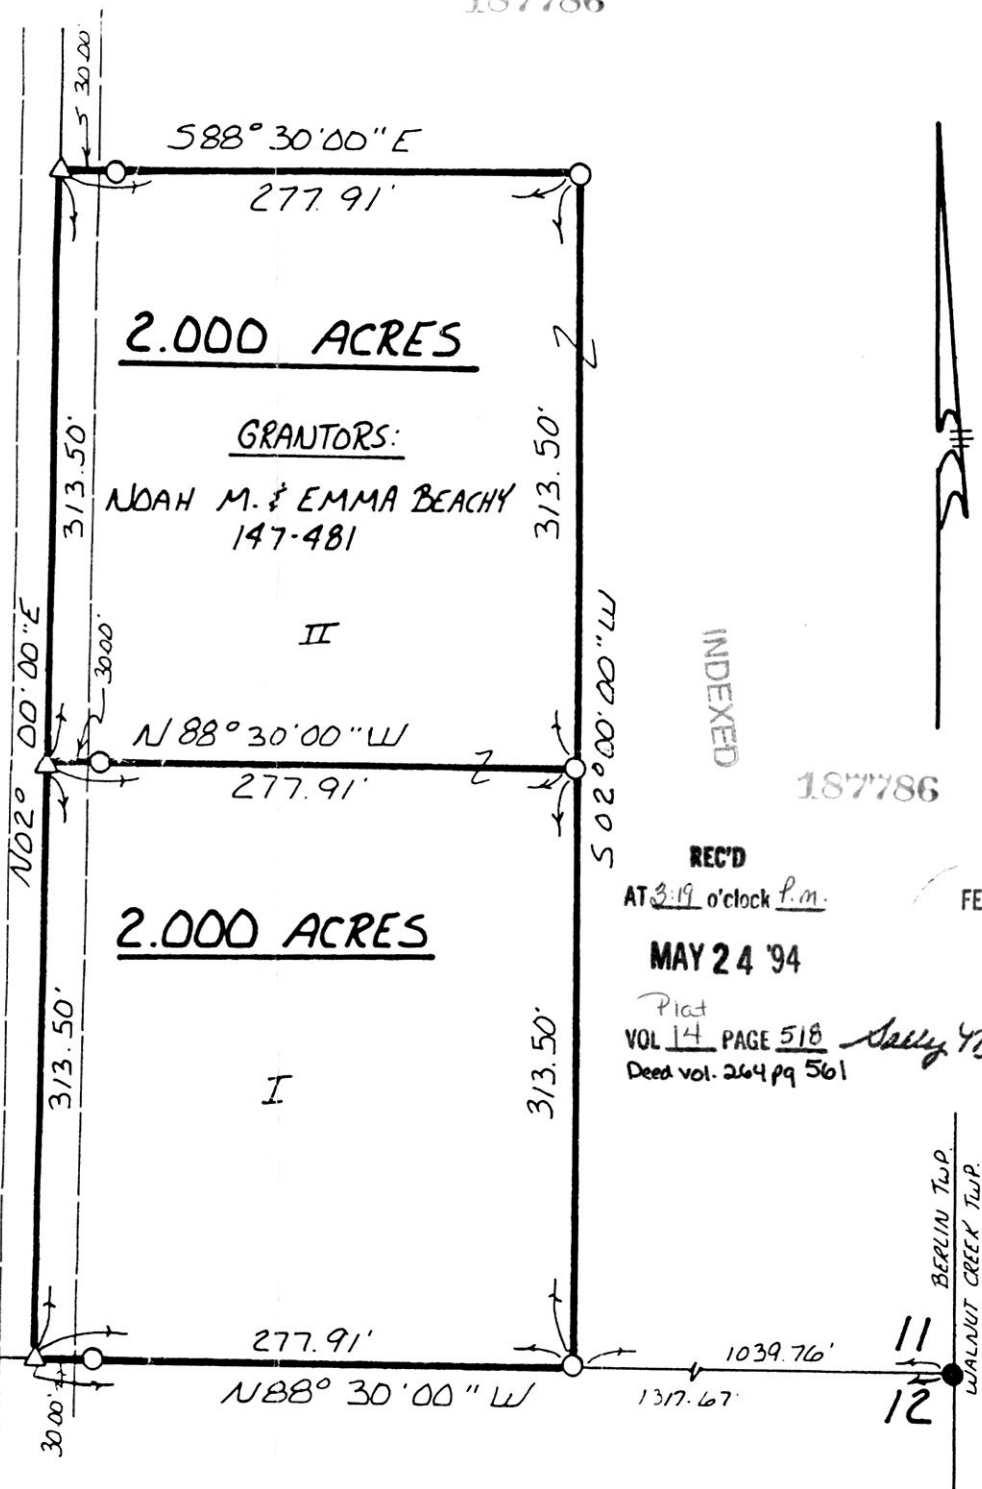 187786
30.00'
S88° 30'00" E
277.91'
2.000 ACRES
GRANTORS:
NOAH M. & EMMA BEACHY
147-481
II
313.50'
313.50'
N02° 00'00"E
30.00'
N 88° 30'00" W
277.91'
S 02° 00'00" W
INDEXED
187786
REC'D
AT 3:19 o'clock P.m.
FE
MAY 24 '94
Plat
VOL 14 PAGE 518 Sally
Deed vol. 264 pg 561
2.000 ACRES
I
313.50'
313.50'
277.91'
N88° 30'00" W
30.00'
1039.76'
1317.67'
11
12
BERLIN TWP.
WALNUT CREEK TWP.